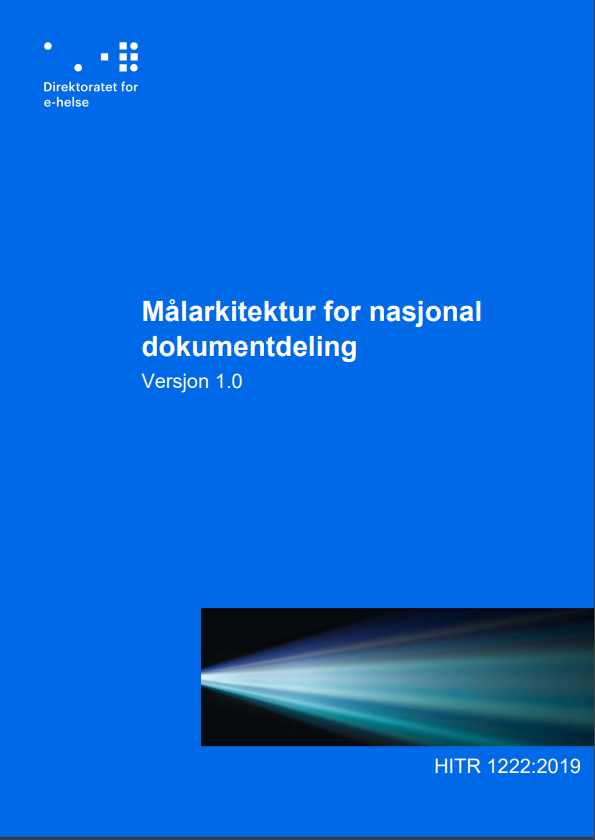 Direktoratet for
e-helse
Målarkitektur for nasjonal
dokumentdeling
Versjon 1.0
HITR 1222:2019